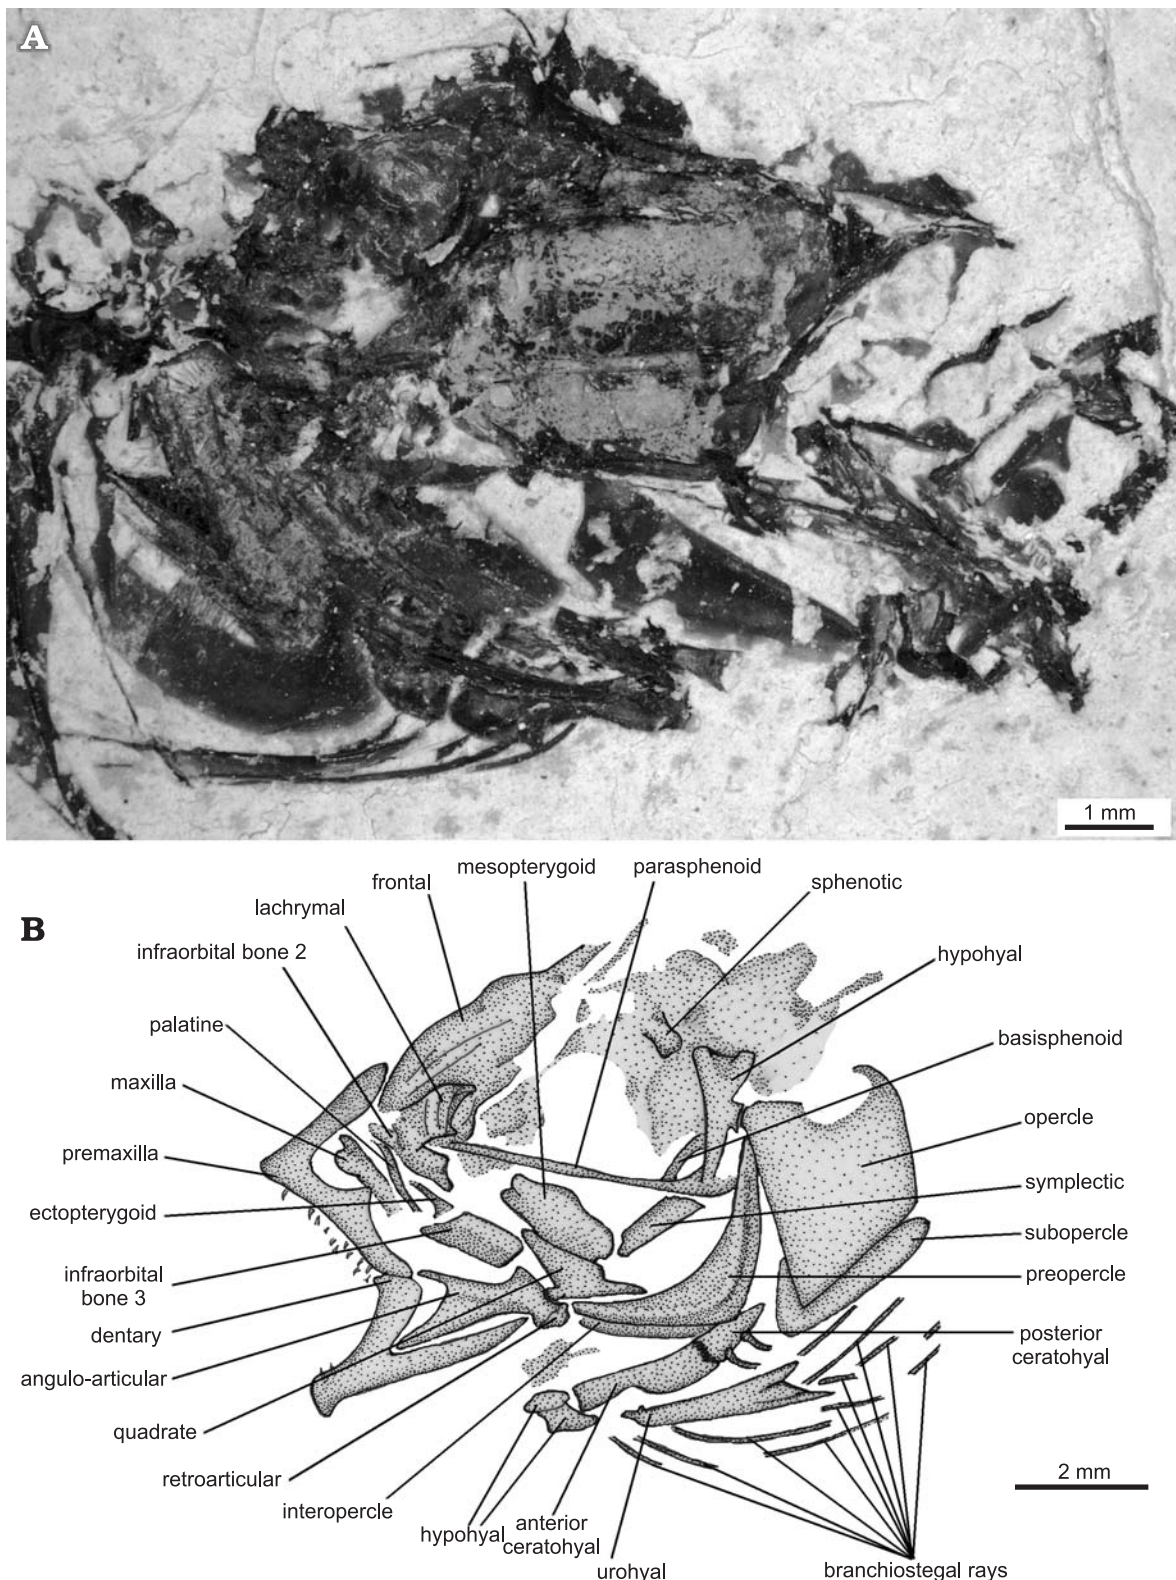 A
1 mm
B
mesopterygoid
parasphenoid
sphenotic
frontal
lachrymal
infraorbital bone 2
hypohyal
palatine
basisphenoid
maxilla
opercle
premaxilla
symplectic
ectopterygoid
subopercle
infraorbital
bone 3
preopercle
dentary
posterior
ceratohyal
angulo-articular
quadrate
retroarticular
2 mm
interopercle
hypohyal
anterior
ceratohyal
urohyal
branchiostegal rays